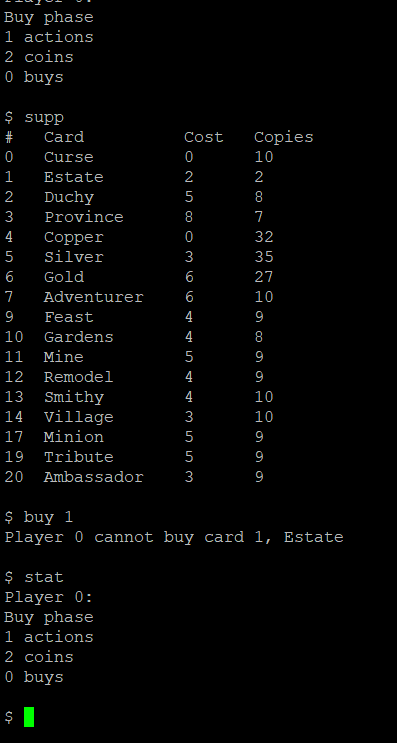 Player 0:
Buy phase
1 actions
2 coins
0 buys
$ supp
# Card Cost Copies
0 Curse 0 10
1 Estate 2 2
2 Duchy 5 8
3 Province 8 7
4 Copper 0 32
5 Silver 3 35
6 Gold 6 27
7 Adventurer 6 10
9 Feast 4 9
10 Gardens 4 8
11 Mine 5 9
12 Remodel 4 9
13 Smithy 4 10
14 Village 3 10
17 Minion 5 9
19 Tribute 5 9
20 Ambassador 3 9
$ buy 1
Player 0 cannot buy card 1, Estate
$ stat
Player 0:
Buy phase
1 actions
2 coins
0 buys
$